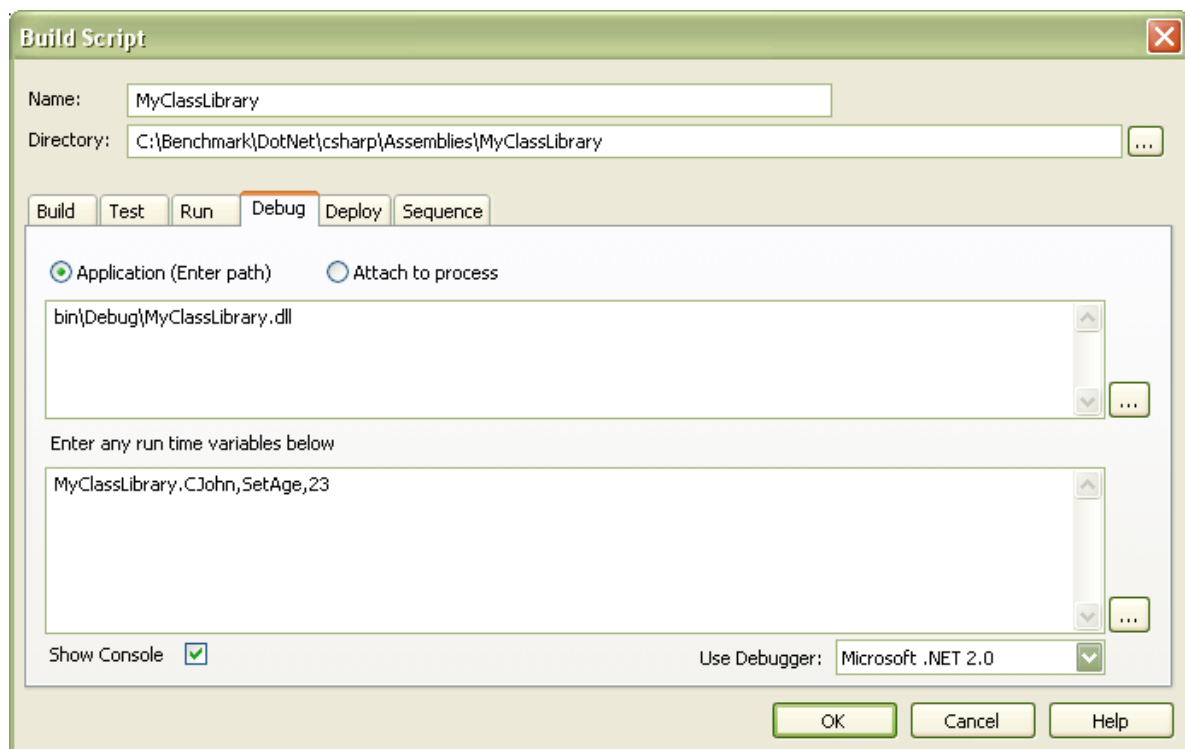 Build Script
Name: MyClassLibrary
Directory: C:\Benchmark\DotNet\csharp\Assemblies\MyClassLibrary ...
Build Test Run Debug Deploy Sequence
Application (Enter path) Attach to process
bin\Debug\MyClassLibrary.dll
...
Enter any run time variables below
MyClassLibrary.CJohn,SetAge,23
...
Show Console Use Debugger: Microsoft .NET 2.0
OK Cancel Help